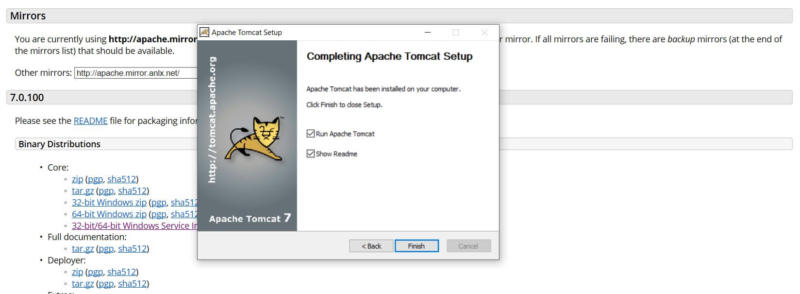 Mirrors
You are currently using http://apache.mirror
r mirror. If all mirrors are failing, there are backup mirrors (at the end of
the mirrors list) that should be available.
Other mirrors: http://apache.mirror.anlx.net/
7.0.100
Please see the README file for packaging infor
Binary Distributions
• Core:
zip (pgp, sha512)
tar.gz (pgp, sha512)
32-bit Windows zip (pgp, sha512
64-bit Windows zip (pgp, sha512
32-bit/64-bit Windows Service In
• Full documentation:
tar.gz (pgp, sha512)
• Deployer:
zip (pgp, sha512)
tar.gz (pgp, sha512)
Apache Tomcat Setup
http://tomcat.apache.org
Apache Tomcat 7
Completing Apache Tomcat Setup
Apache Tomcat has been installed on your computer.
Click Finish to close Setup.
Run Apache Tomcat
Show Readme
< Back Finish Cancel